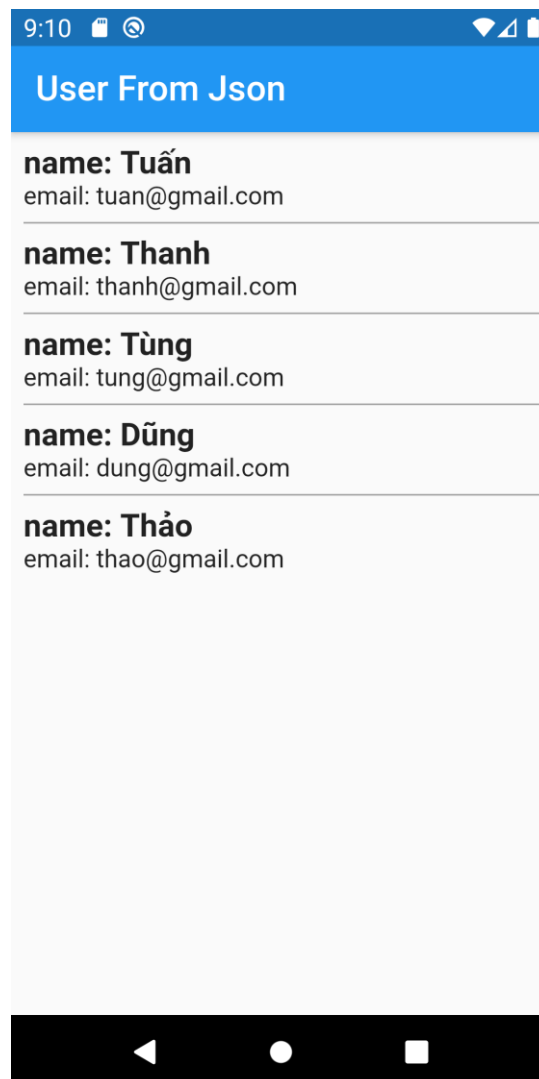 9:10
User From Json
name: Tuấn
email: tuan@gmail.com
name: Thanh
email: thanh@gmail.com
name: Tùng
email: tung@gmail.com
name: Dũng
email: dung@gmail.com
name: Thảo
email: thao@gmail.com